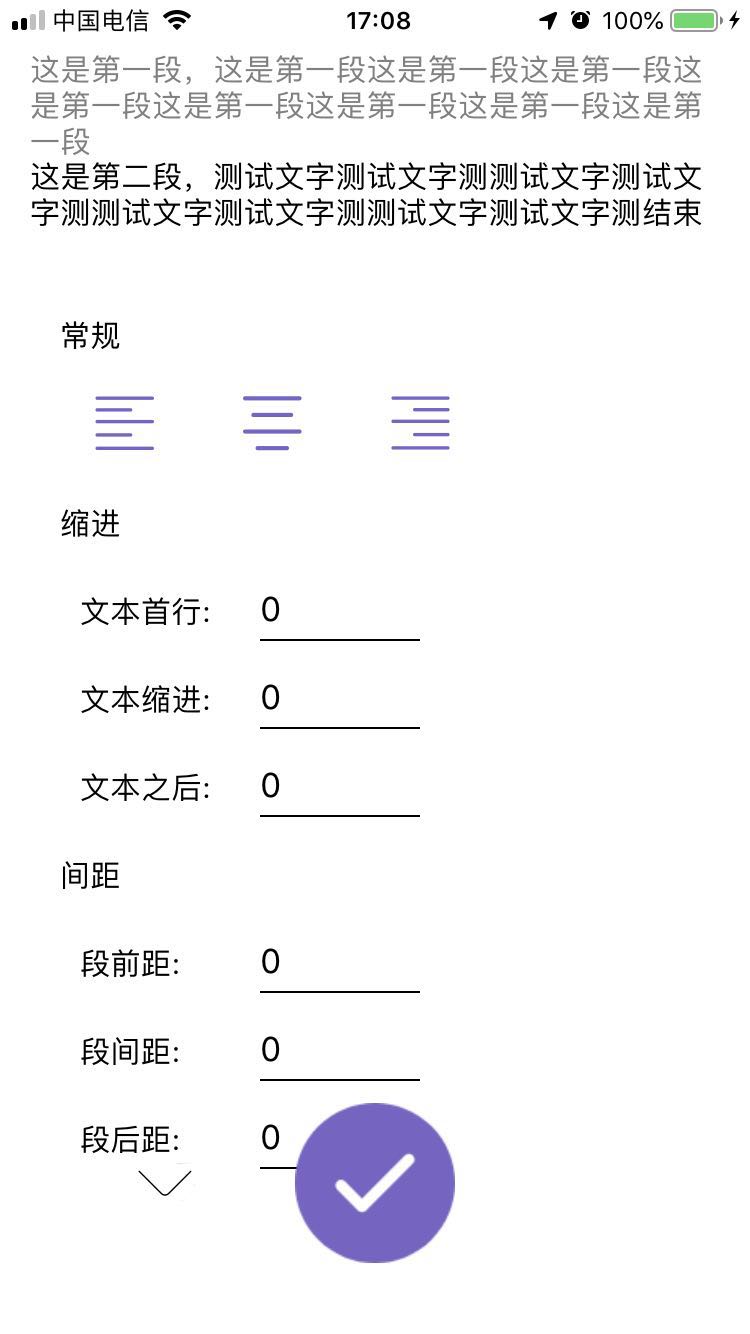 中国电信 17:08 100%
这是第一段，这是第一段这是第一段这是第一段这
是第一段这是第一段这是第一段这是第一段这是第
一段
这是第二段，测试文字测试文字测测试文字测试文
字测测试文字测试文字测测试文字测试文字测结束
常规
缩进
文本首行: 0
文本缩进: 0
文本之后: 0
间距
段前距: 0
段间距: 0
段后距: 0